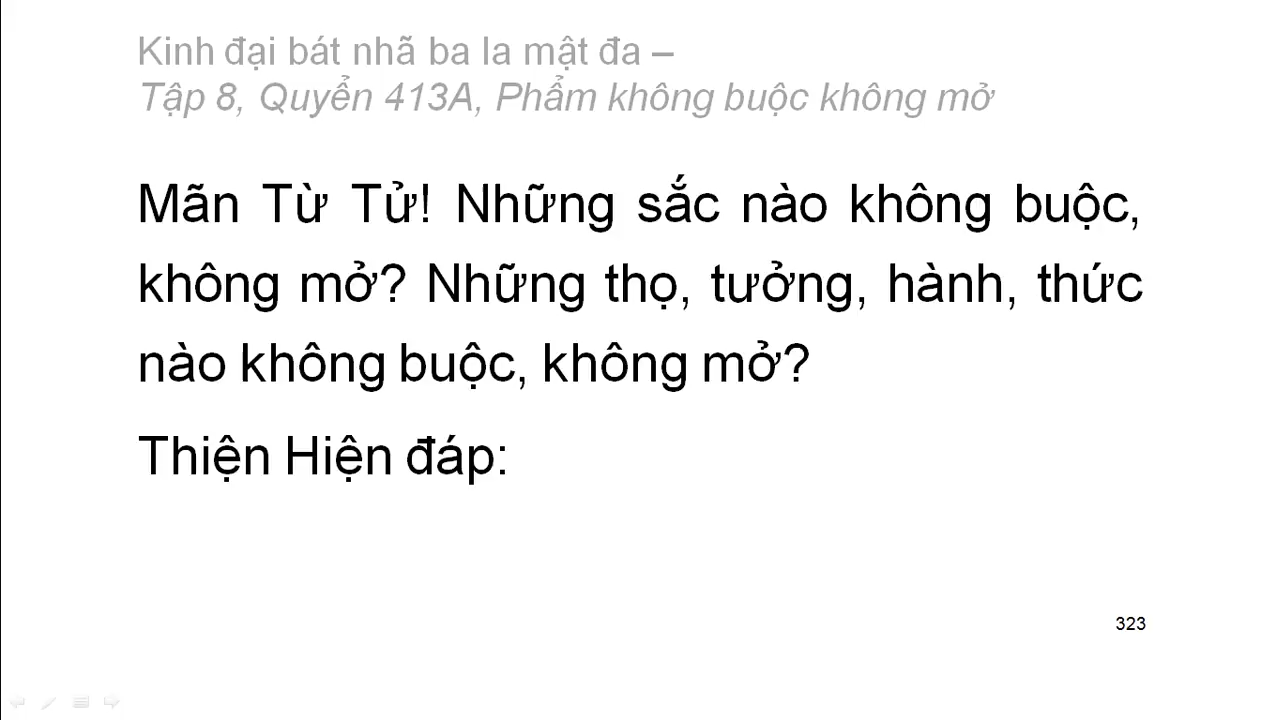 Kinh đại bát nhã ba la mật đa –
Tập 8, Quyển 413A, Phẩm không buộc không mở
Mãn Từ Tử! Những sắc nào không buộc,
không mở? Những thọ, tưởng, hành, thức
nào không buộc, không mở?
Thiện Hiện đáp:
323